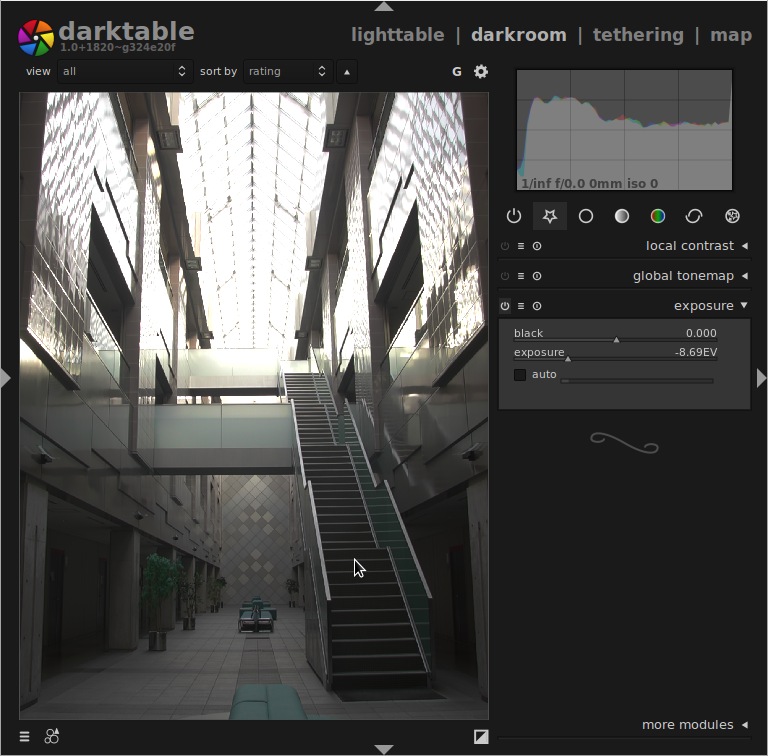 darktable
1.0+1820~g324e20f
lighttable | darkroom | tethering | map
view all sort by rating
G
1/inf f/0.0 0mm iso 0
local contrast
global tonemap
exposure
black 0.000
exposure -8.69EV
auto
more modules